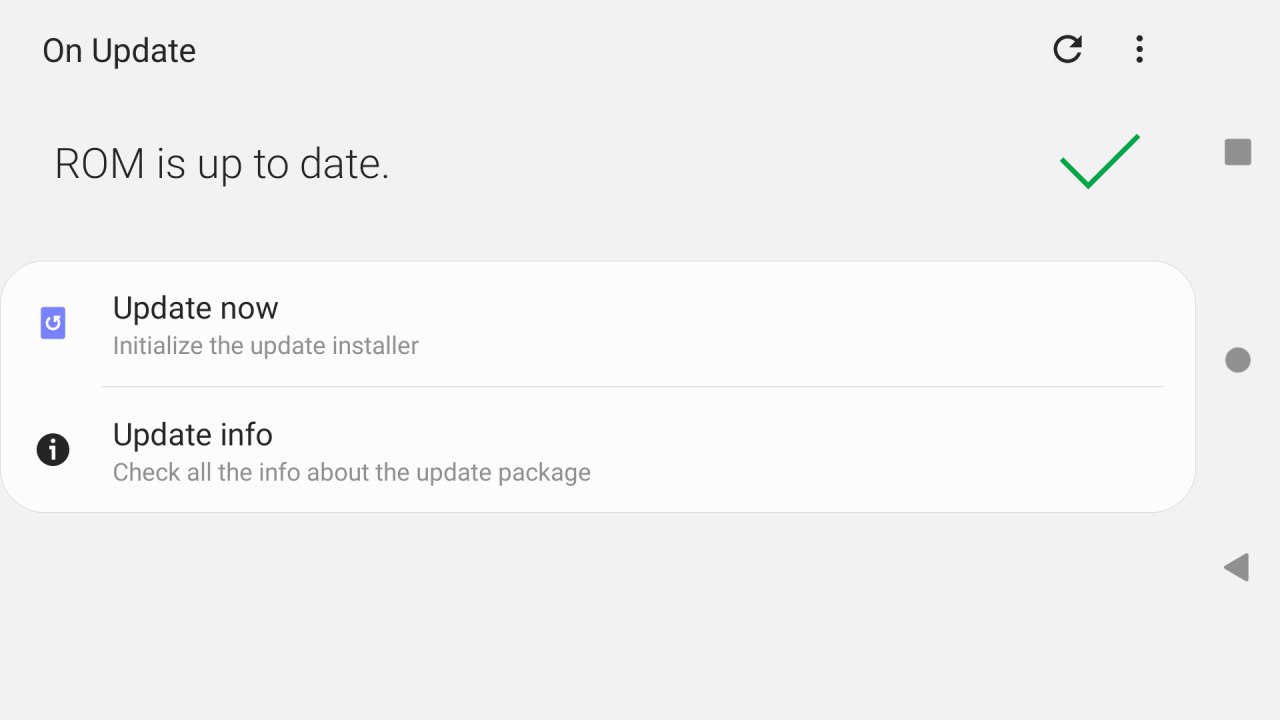 On Update
ROM is up to date.
Update now
Initialize the update installer
Update info
Check all the info about the update package